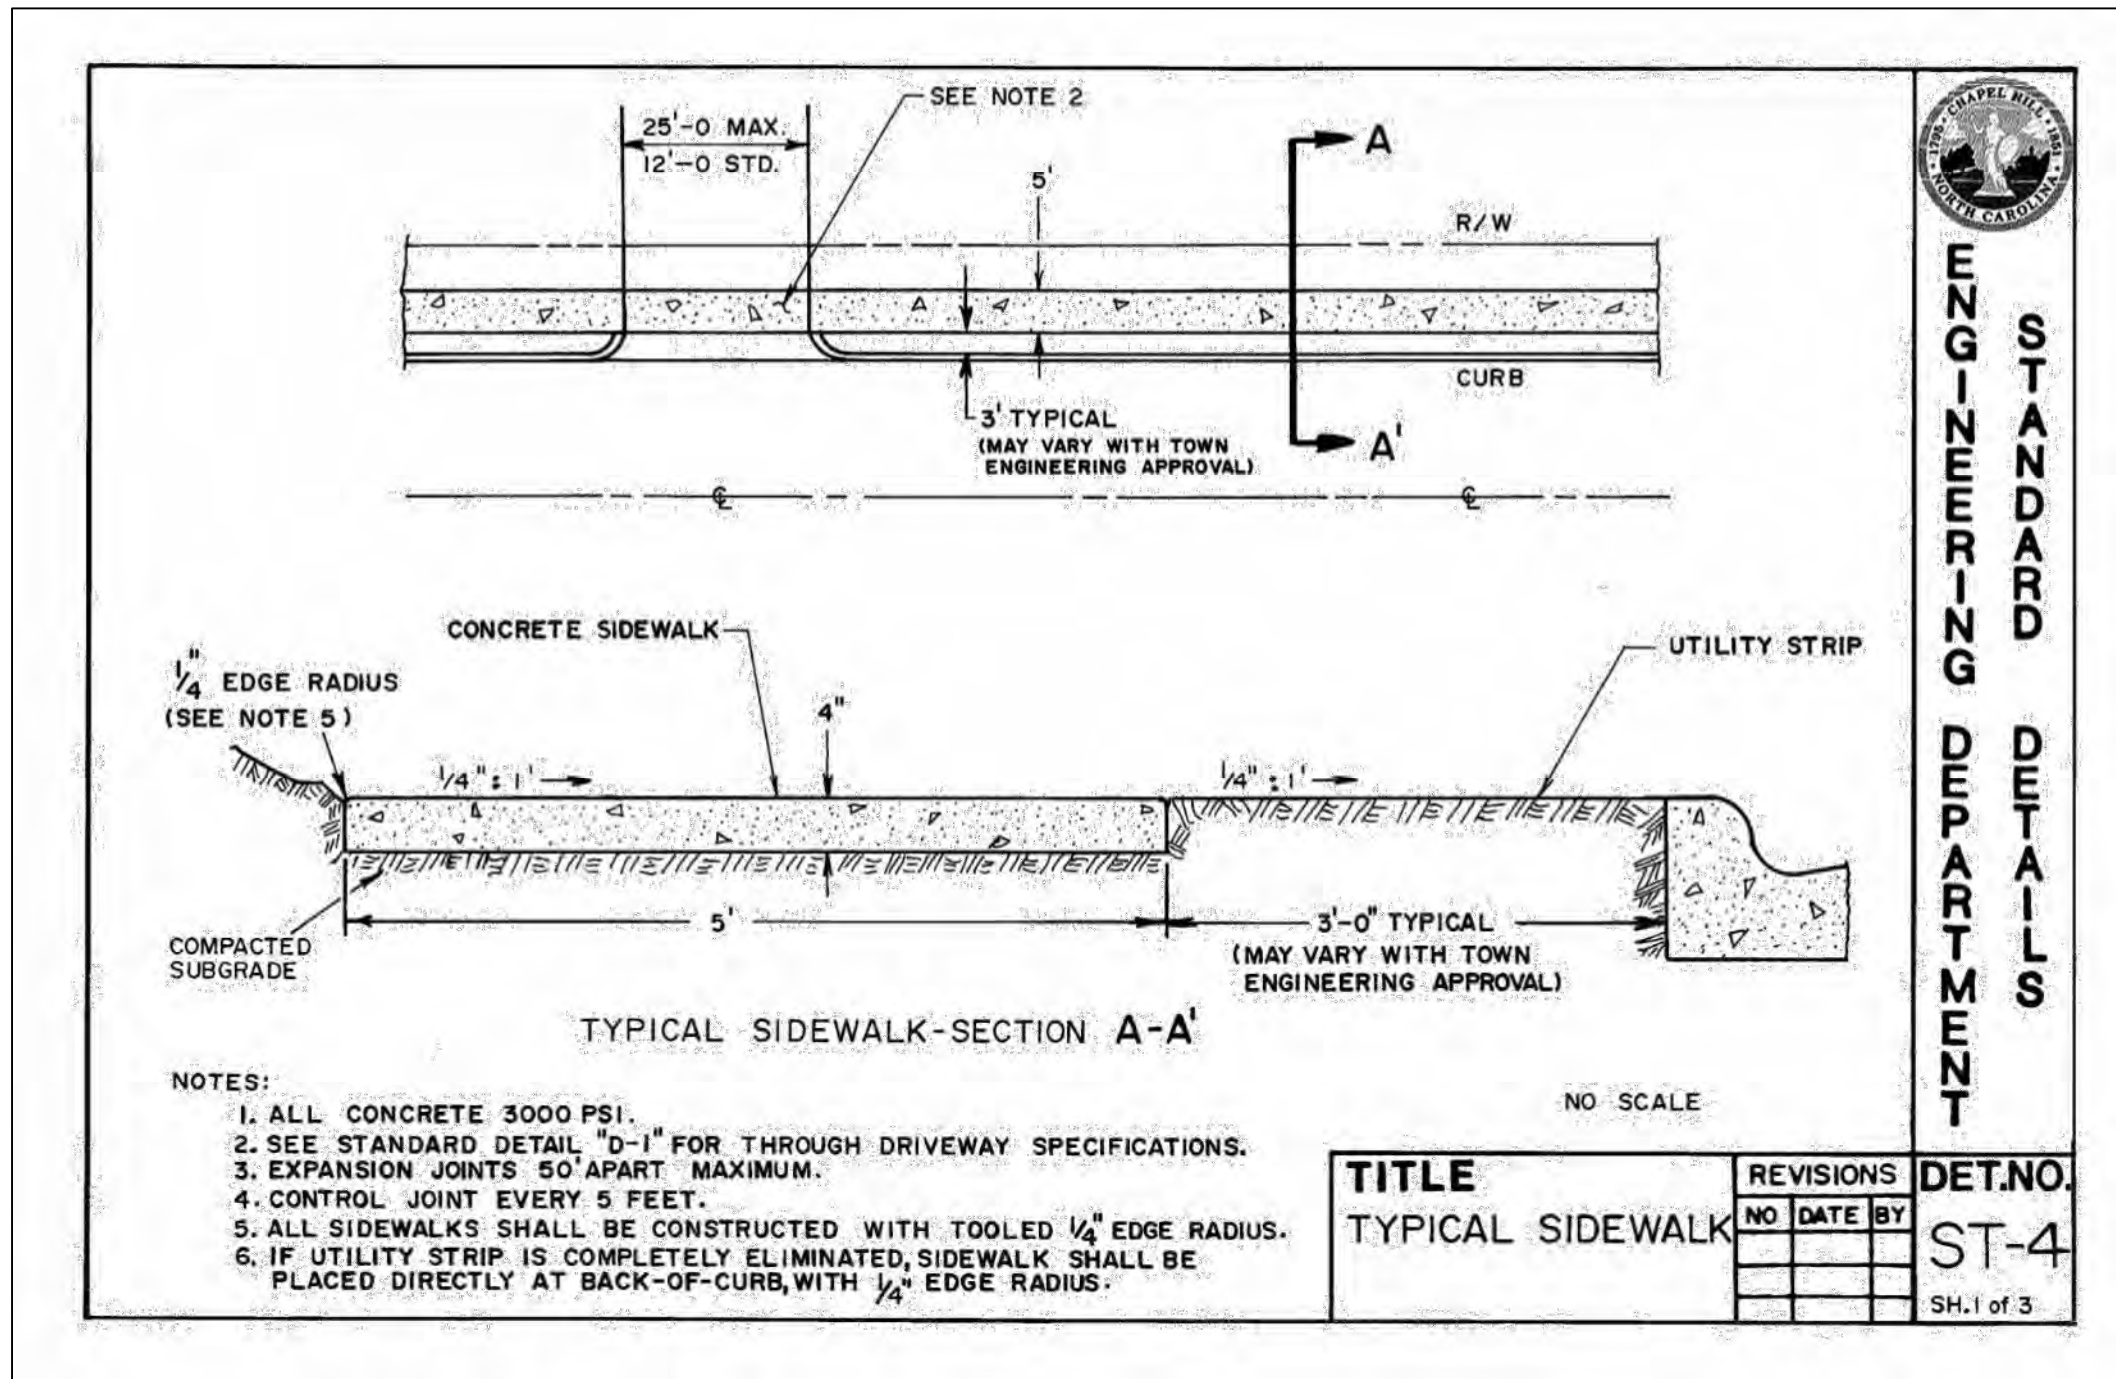 SEE NOTE 2
25'-0 MAX.
12'-0 STD.
5'
A
R/W
CURB
3' TYPICAL
(MAY VARY WITH TOWN
ENGINEERING APPROVAL)
A'
℄
℄
CONCRETE SIDEWALK
UTILITY STRIP
1/4" EDGE RADIUS
(SEE NOTE 5)
4"
1/4" : 1'
1/4" : 1'
5'
3'-0" TYPICAL
(MAY VARY WITH TOWN
ENGINEERING APPROVAL)
COMPACTED
SUBGRADE
TYPICAL SIDEWALK-SECTION A-A'
NOTES:
1. ALL CONCRETE 3000 PSI.
2. SEE STANDARD DETAIL "D-1" FOR THROUGH DRIVEWAY SPECIFICATIONS.
3. EXPANSION JOINTS 50' APART MAXIMUM.
4. CONTROL JOINT EVERY 5 FEET.
5. ALL SIDEWALKS SHALL BE CONSTRUCTED WITH TOOLED 1/4" EDGE RADIUS.
6. IF UTILITY STRIP IS COMPLETELY ELIMINATED, SIDEWALK SHALL BE
PLACED DIRECTLY AT BACK-OF-CURB, WITH 1/4" EDGE RADIUS.
NO SCALE
TITLE
TYPICAL SIDEWALK
REVISIONS
NO DATE BY
CHAPEL HILL
1795 1851
NORTH CAROLINA
ENGINEERING DEPARTMENT
STANDARD DETAILS
DET.NO.
ST-4
SH.1 of 3